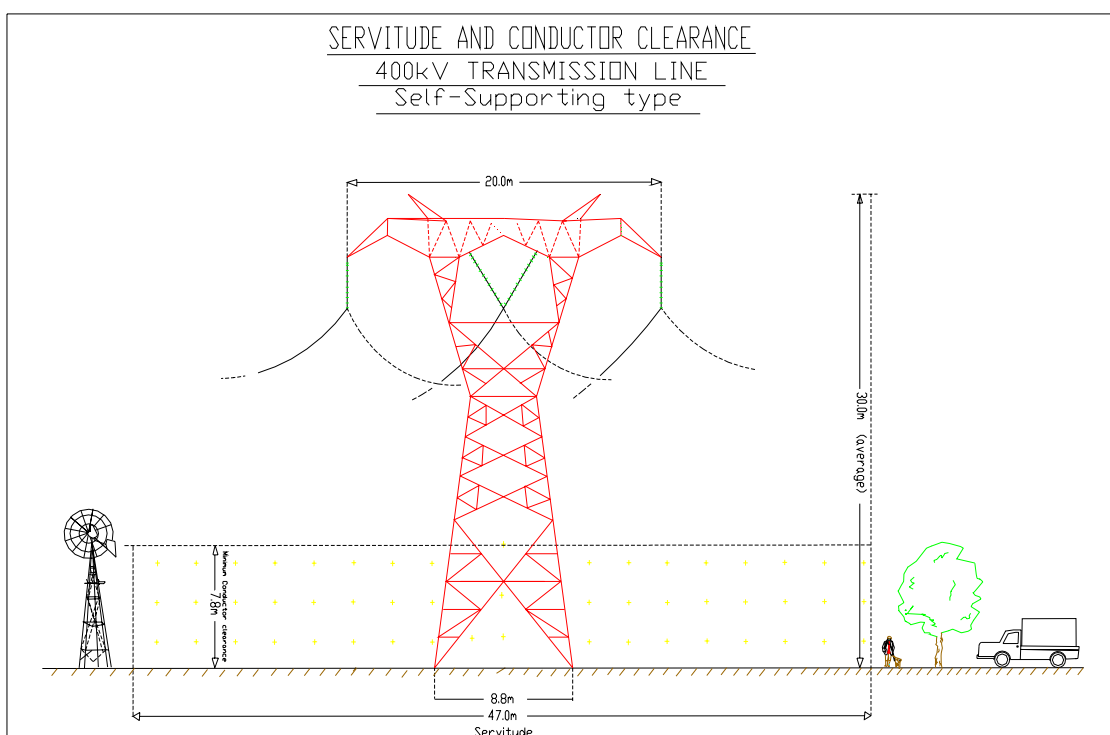 SERVITUDE AND CONDUCTOR CLEARANCE
400kV TRANSMISSION LINE
Self-Supporting type
20.0m
30.0m (average)
Minimun Conductor clearance
7.8m
8.8m
47.0m
Servitude